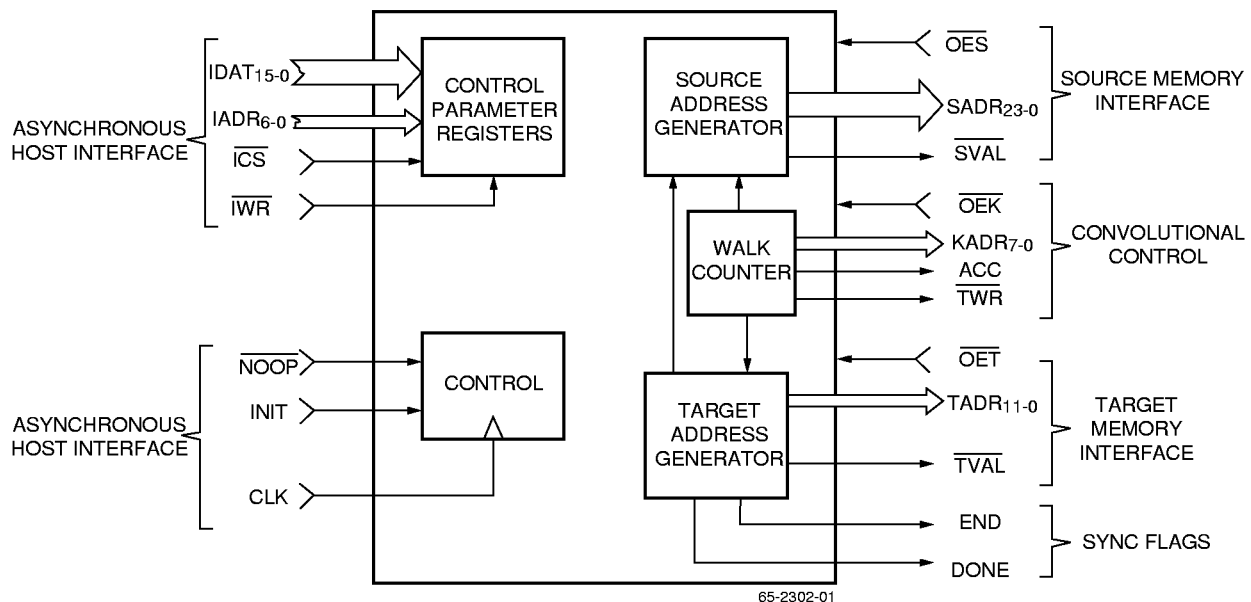 ASYNCHRONOUS
HOST INTERFACE
IDAT15-0
IADR6-0
ICS
IWR
CONTROL
PARAMETER
REGISTERS
SOURCE
ADDRESS
GENERATOR
OES
SADR23-0
SVAL
SOURCE MEMORY
INTERFACE
WALK
COUNTER
OEK
KADR7-0
ACC
TWR
CONVOLUTIONAL
CONTROL
ASYNCHRONOUS
HOST INTERFACE
NOOP
INIT
CLK
CONTROL
TARGET
ADDRESS
GENERATOR
OET
TADR11-0
TVAL
TARGET
MEMORY
INTERFACE
END
DONE
SYNC FLAGS
65-2302-01